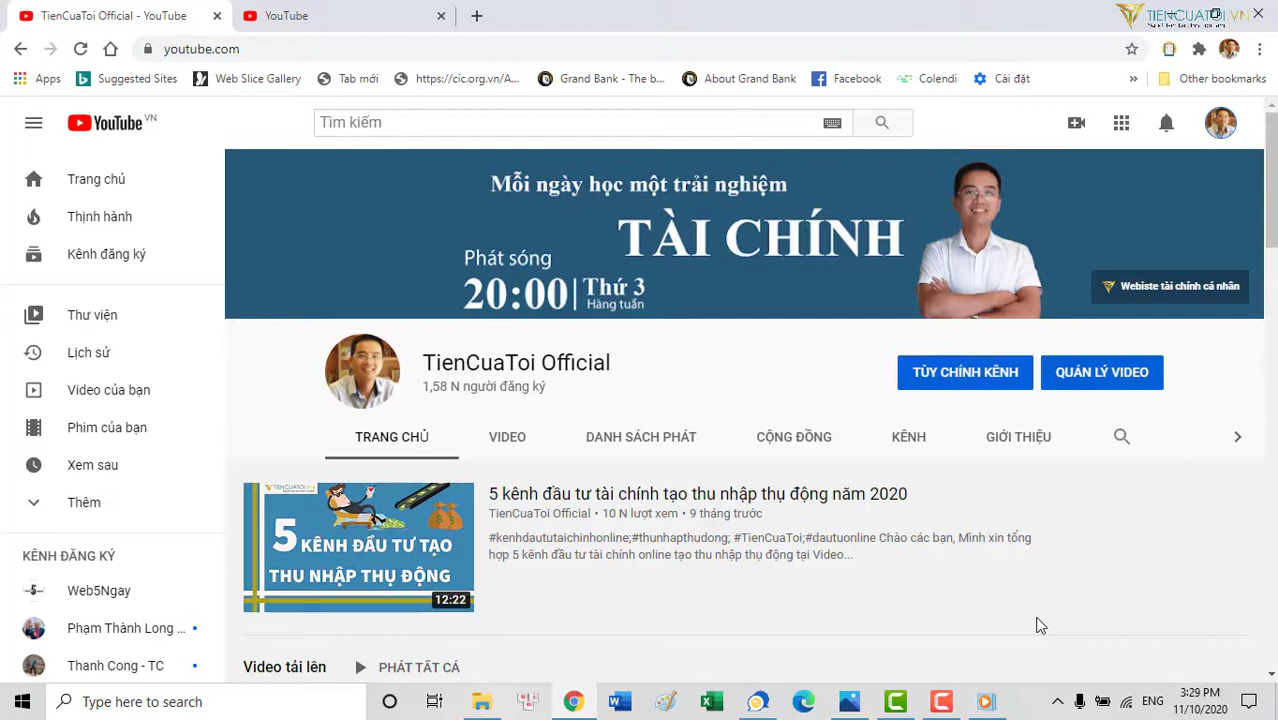 TienCuaToi Official - YouTube
YouTube
TIENCUATOI.VN
youtube.com
Apps
Suggested Sites
Web Slice Gallery
Tab mới
https://cic.org.vn/A...
Grand Bank - The b...
About Grand Bank
Facebook
Colendi
Cài đặt
»
Other bookmarks
YouTube VN
Tìm kiếm
Trang chủ
Thịnh hành
Kênh đăng ký
Thư viện
Lịch sử
Video của bạn
Phim của bạn
Xem sau
Thêm
KÊNH ĐĂNG KÝ
Web5Ngay
Phạm Thành Long ...
Thanh Cong - TC
Mỗi ngày học một trải nghiệm
TÀI CHÍNH
Phát sóng
20:00 | Thứ 3
Hàng tuần
Webiste tài chính cá nhân
TienCuaToi Official
1,58 N người đăng ký
TÙY CHỈNH KÊNH
QUẢN LÝ VIDEO
TRANG CHỦ
VIDEO
DANH SÁCH PHÁT
CỘNG ĐỒNG
KÊNH
GIỚI THIỆU
TIENCUATOI.VN
5 KÊNH ĐẦU TƯ TẠO
THU NHẬP THỤ ĐỘNG
12:22
5 kênh đầu tư tài chính tạo thu nhập thụ động năm 2020
TienCuaToi Official • 10 N lượt xem • 9 tháng trước
#kenhdaututaichinhonline;#thunhapthudong; #TienCuaToi;#dautuonline Chào các bạn, Mình xin tổng
hợp 5 kênh đầu tư tài chính online tạo thu nhập thụ động tại Video...
Video tải lên
PHÁT TẤT CẢ
Type here to search
3:29 PM
11/10/2020